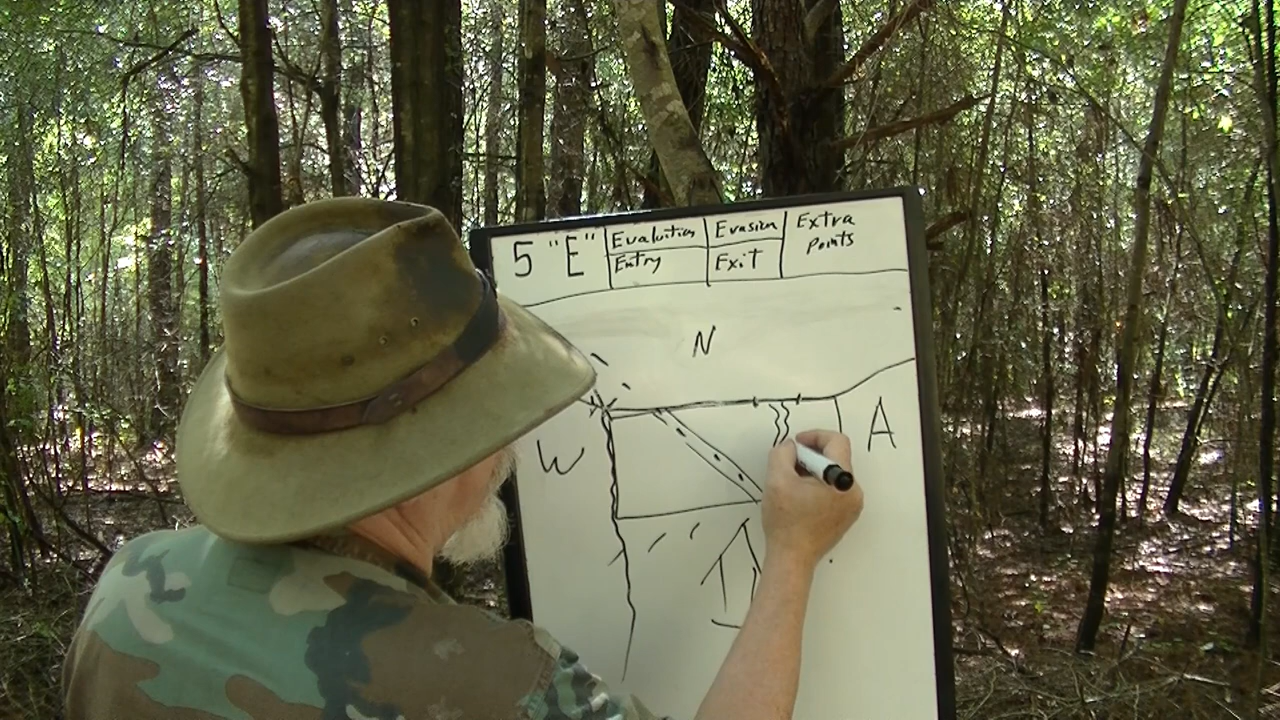 5 "E"
Evaluation
Entry
Evasion
Exit
Extra
points
N
W
A